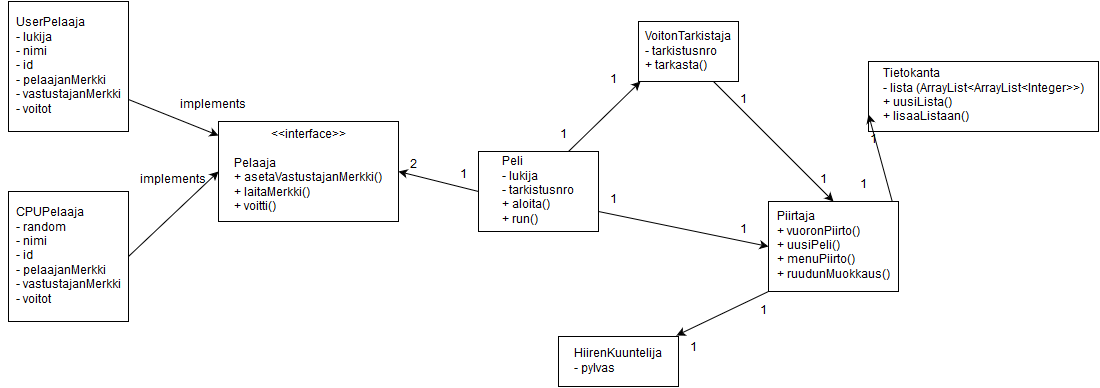 UserPelaaja
- lukija
- nimi
- id
- pelaajanMerkki
- vastustajanMerkki
- voitot
implements
<<interface>>
Pelaaja
+ asetaVastustajanMerkki()
+ laitaMerkki()
+ voitti()
implements
CPUPelaaja
- random
- nimi
- id
- pelaajanMerkki
- vastustajanMerkki
- voitot
2
1
Peli
- lukija
- tarkistusnro
+ aloita()
+ run()
1
1
VoitonTarkistaja
- tarkistusnro
+ tarkasta()
1
1
1
1
Tietokanta
- lista (ArrayList<ArrayList<Integer>>)
+ uusiLista()
+ lisaaListaan()
1
1
Piirtaja
+ vuoronPiirto()
+ uusiPeli()
+ menuPiirto()
+ ruudunMuokkaus()
1
1
HiirenKuuntelija
- pylvas